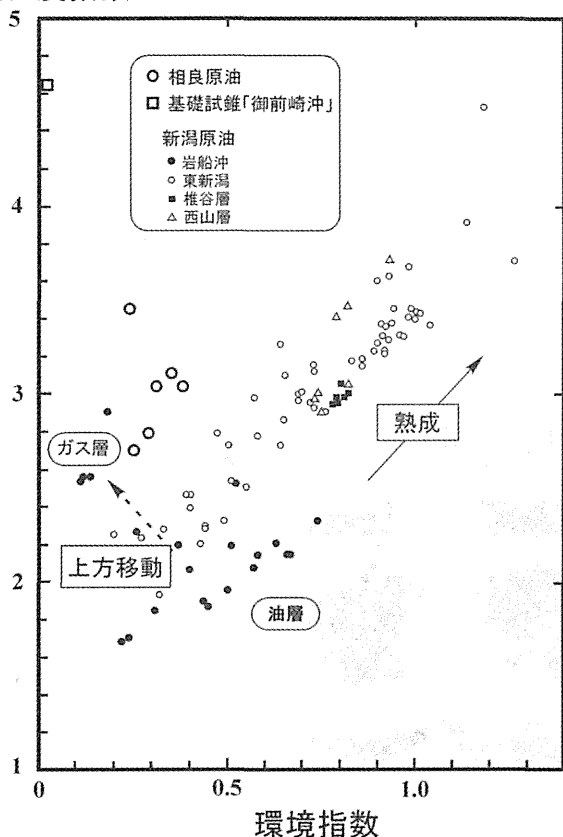 5
4
3
2
1
○ 相良原油
□ 基礎試錐「御前崎沖」
新潟原油
● 岩船沖
○ 東新潟
■ 椎谷層
△ 西山層
ガス層
熟成
上方移動
油層
0
0.5
1.0
環境指数